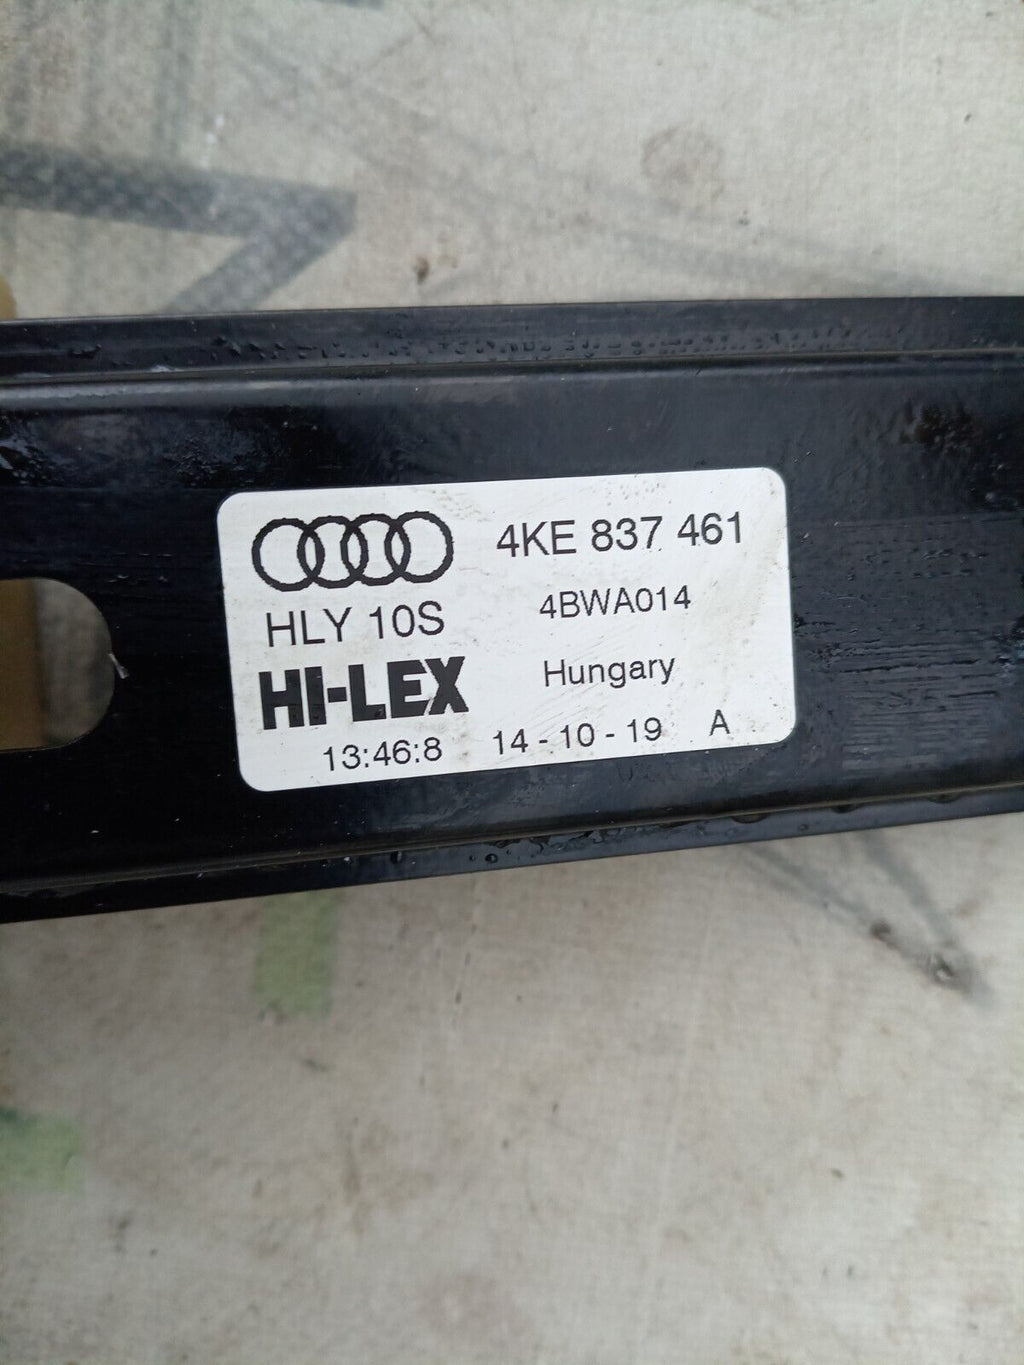 4KE 837 461
HLY 10S
4BWA014
HI-LEX
Hungary
13:46:8 14 - 10 - 19 A